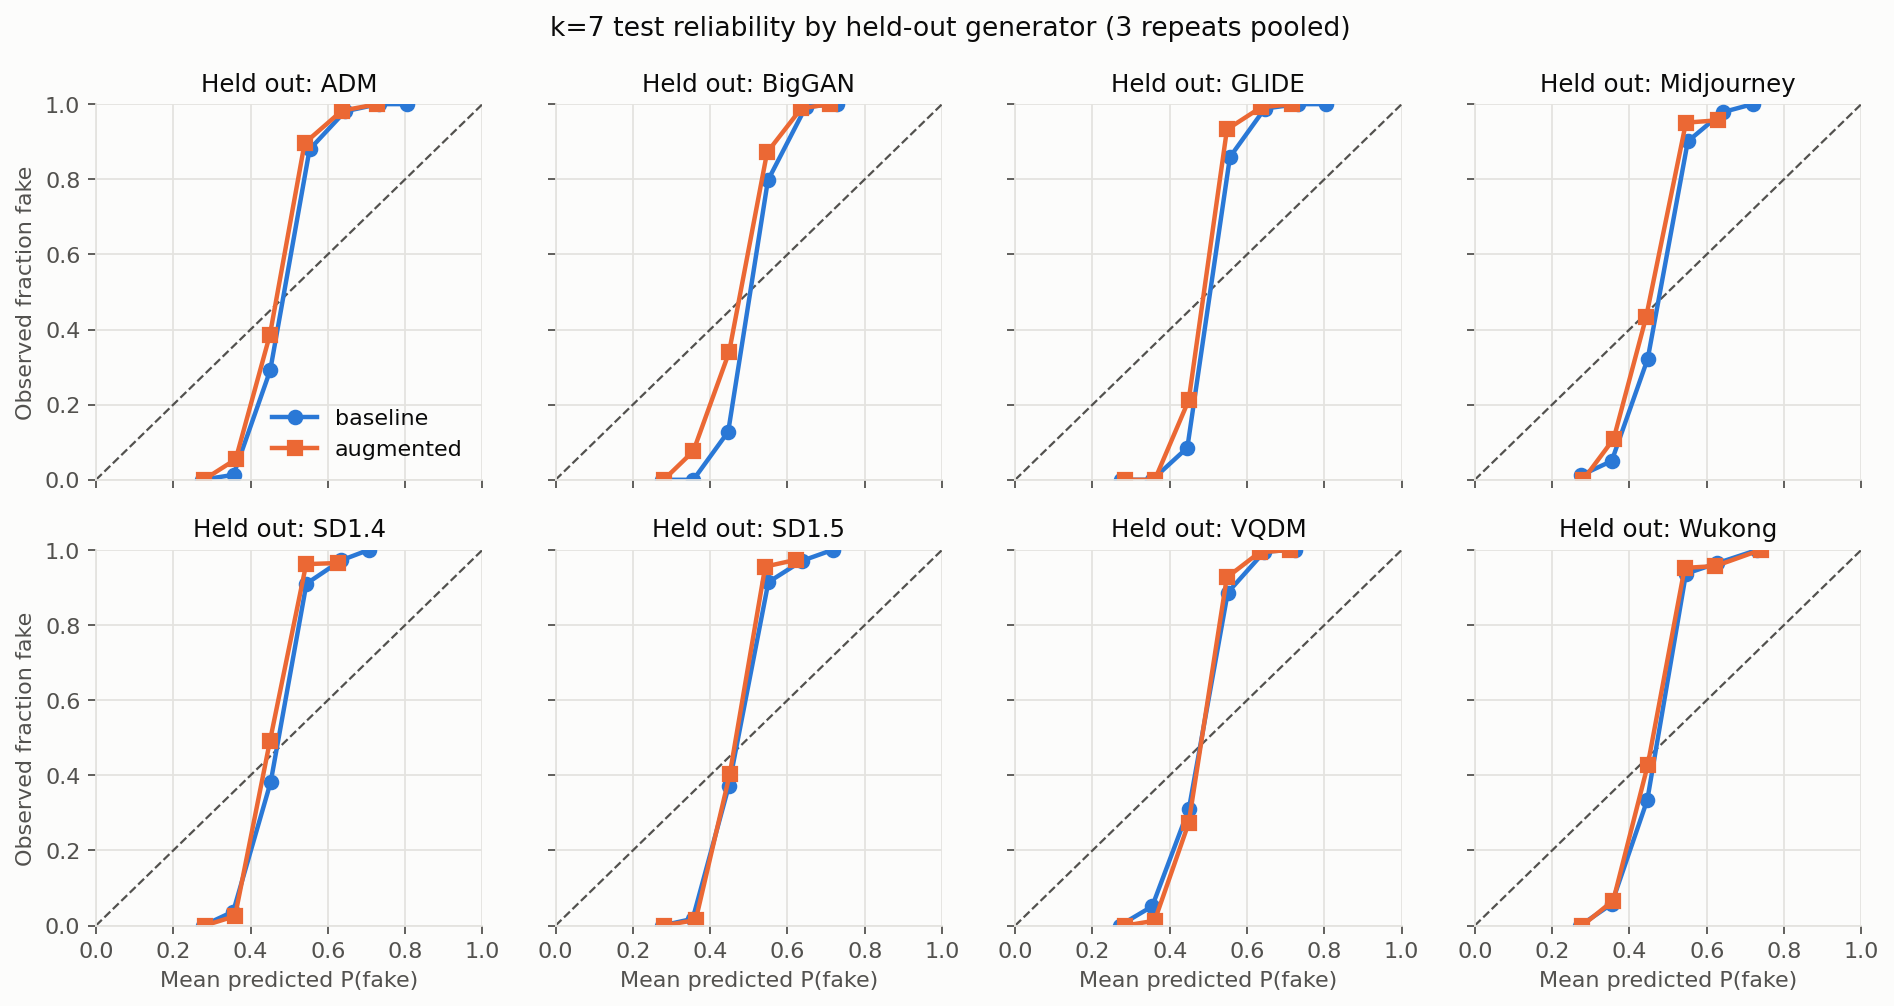 k=7 test reliability by held-out generator (3 repeats pooled)
Held out: ADM
Held out: BigGAN
Held out: GLIDE
Held out: Midjourney
1.0
0.8
0.6
0.4
0.2
0.0
Observed fraction fake
baseline
augmented
Held out: SD1.4
Held out: SD1.5
Held out: VQDM
Held out: Wukong
1.0
0.8
0.6
0.4
0.2
0.0
Observed fraction fake
0.0 0.2 0.4 0.6 0.8 1.0
0.0 0.2 0.4 0.6 0.8 1.0
0.0 0.2 0.4 0.6 0.8 1.0
0.0 0.2 0.4 0.6 0.8 1.0
Mean predicted P(fake)
Mean predicted P(fake)
Mean predicted P(fake)
Mean predicted P(fake)